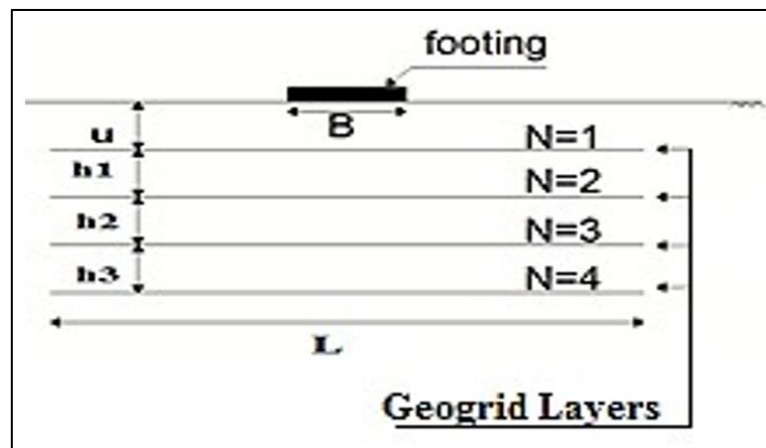 footing
B
u
N=1
h1
N=2
h2
N=3
h3
N=4
L
Geogrid Layers